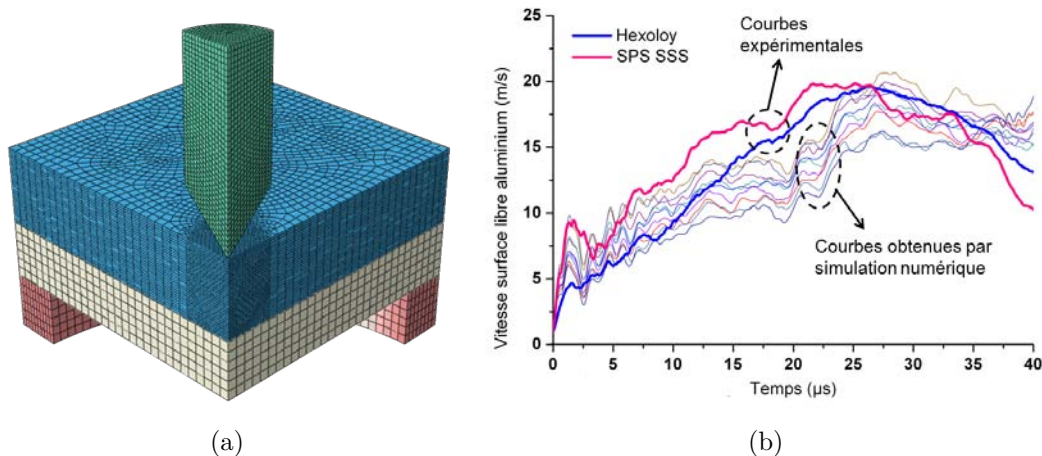 Hexoloy
SPS SSS
Courbes
expérimentales
Courbes obtenues par
simulation numérique
Vitesse surface libre aluminium (m/s)
25
20
15
10
5
0
0 5 10 15 20 25 30 35 40
Temps (µs)
(a)
(b)